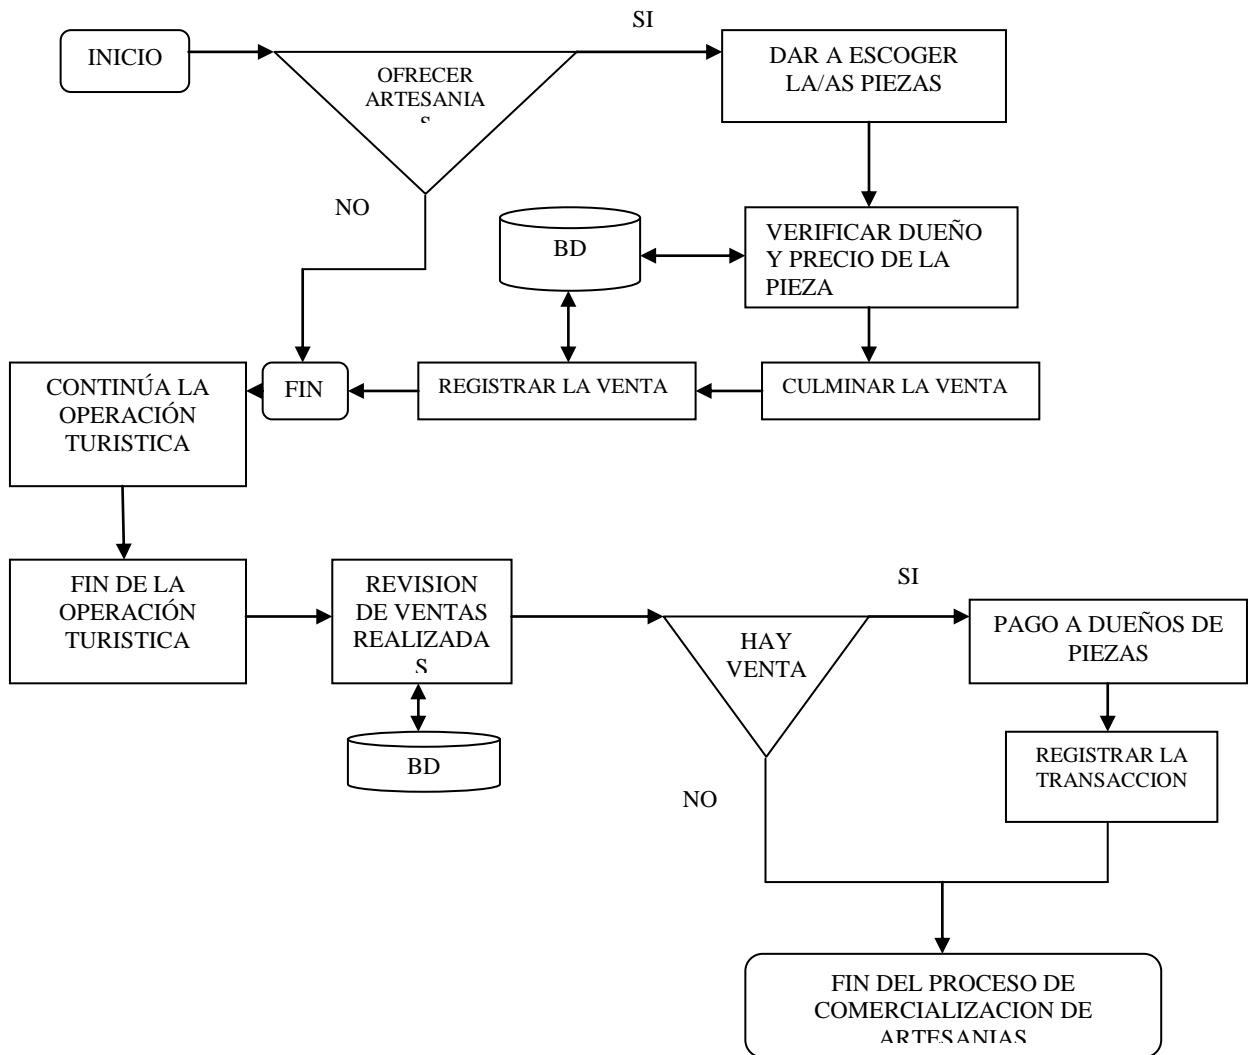 SI
INICIO
OFRECER
ARTESANIA
S
DAR A ESCOGER
LA/AS PIEZAS
NO
BD
VERIFICAR DUEÑO
Y PRECIO DE LA
PIEZA
CONTINÚA LA
OPERACIÓN
TURISTICA
FIN
REGISTRAR LA VENTA
CULMINAR LA VENTA
FIN DE LA
OPERACIÓN
TURISTICA
REVISION
DE VENTAS
REALIZADA
S
SI
HAY
VENTA
PAGO A DUEÑOS DE
PIEZAS
BD
NO
REGISTRAR LA
TRANSACCION
FIN DEL PROCESO DE
COMERCIALIZACION DE
ARTESANIAS